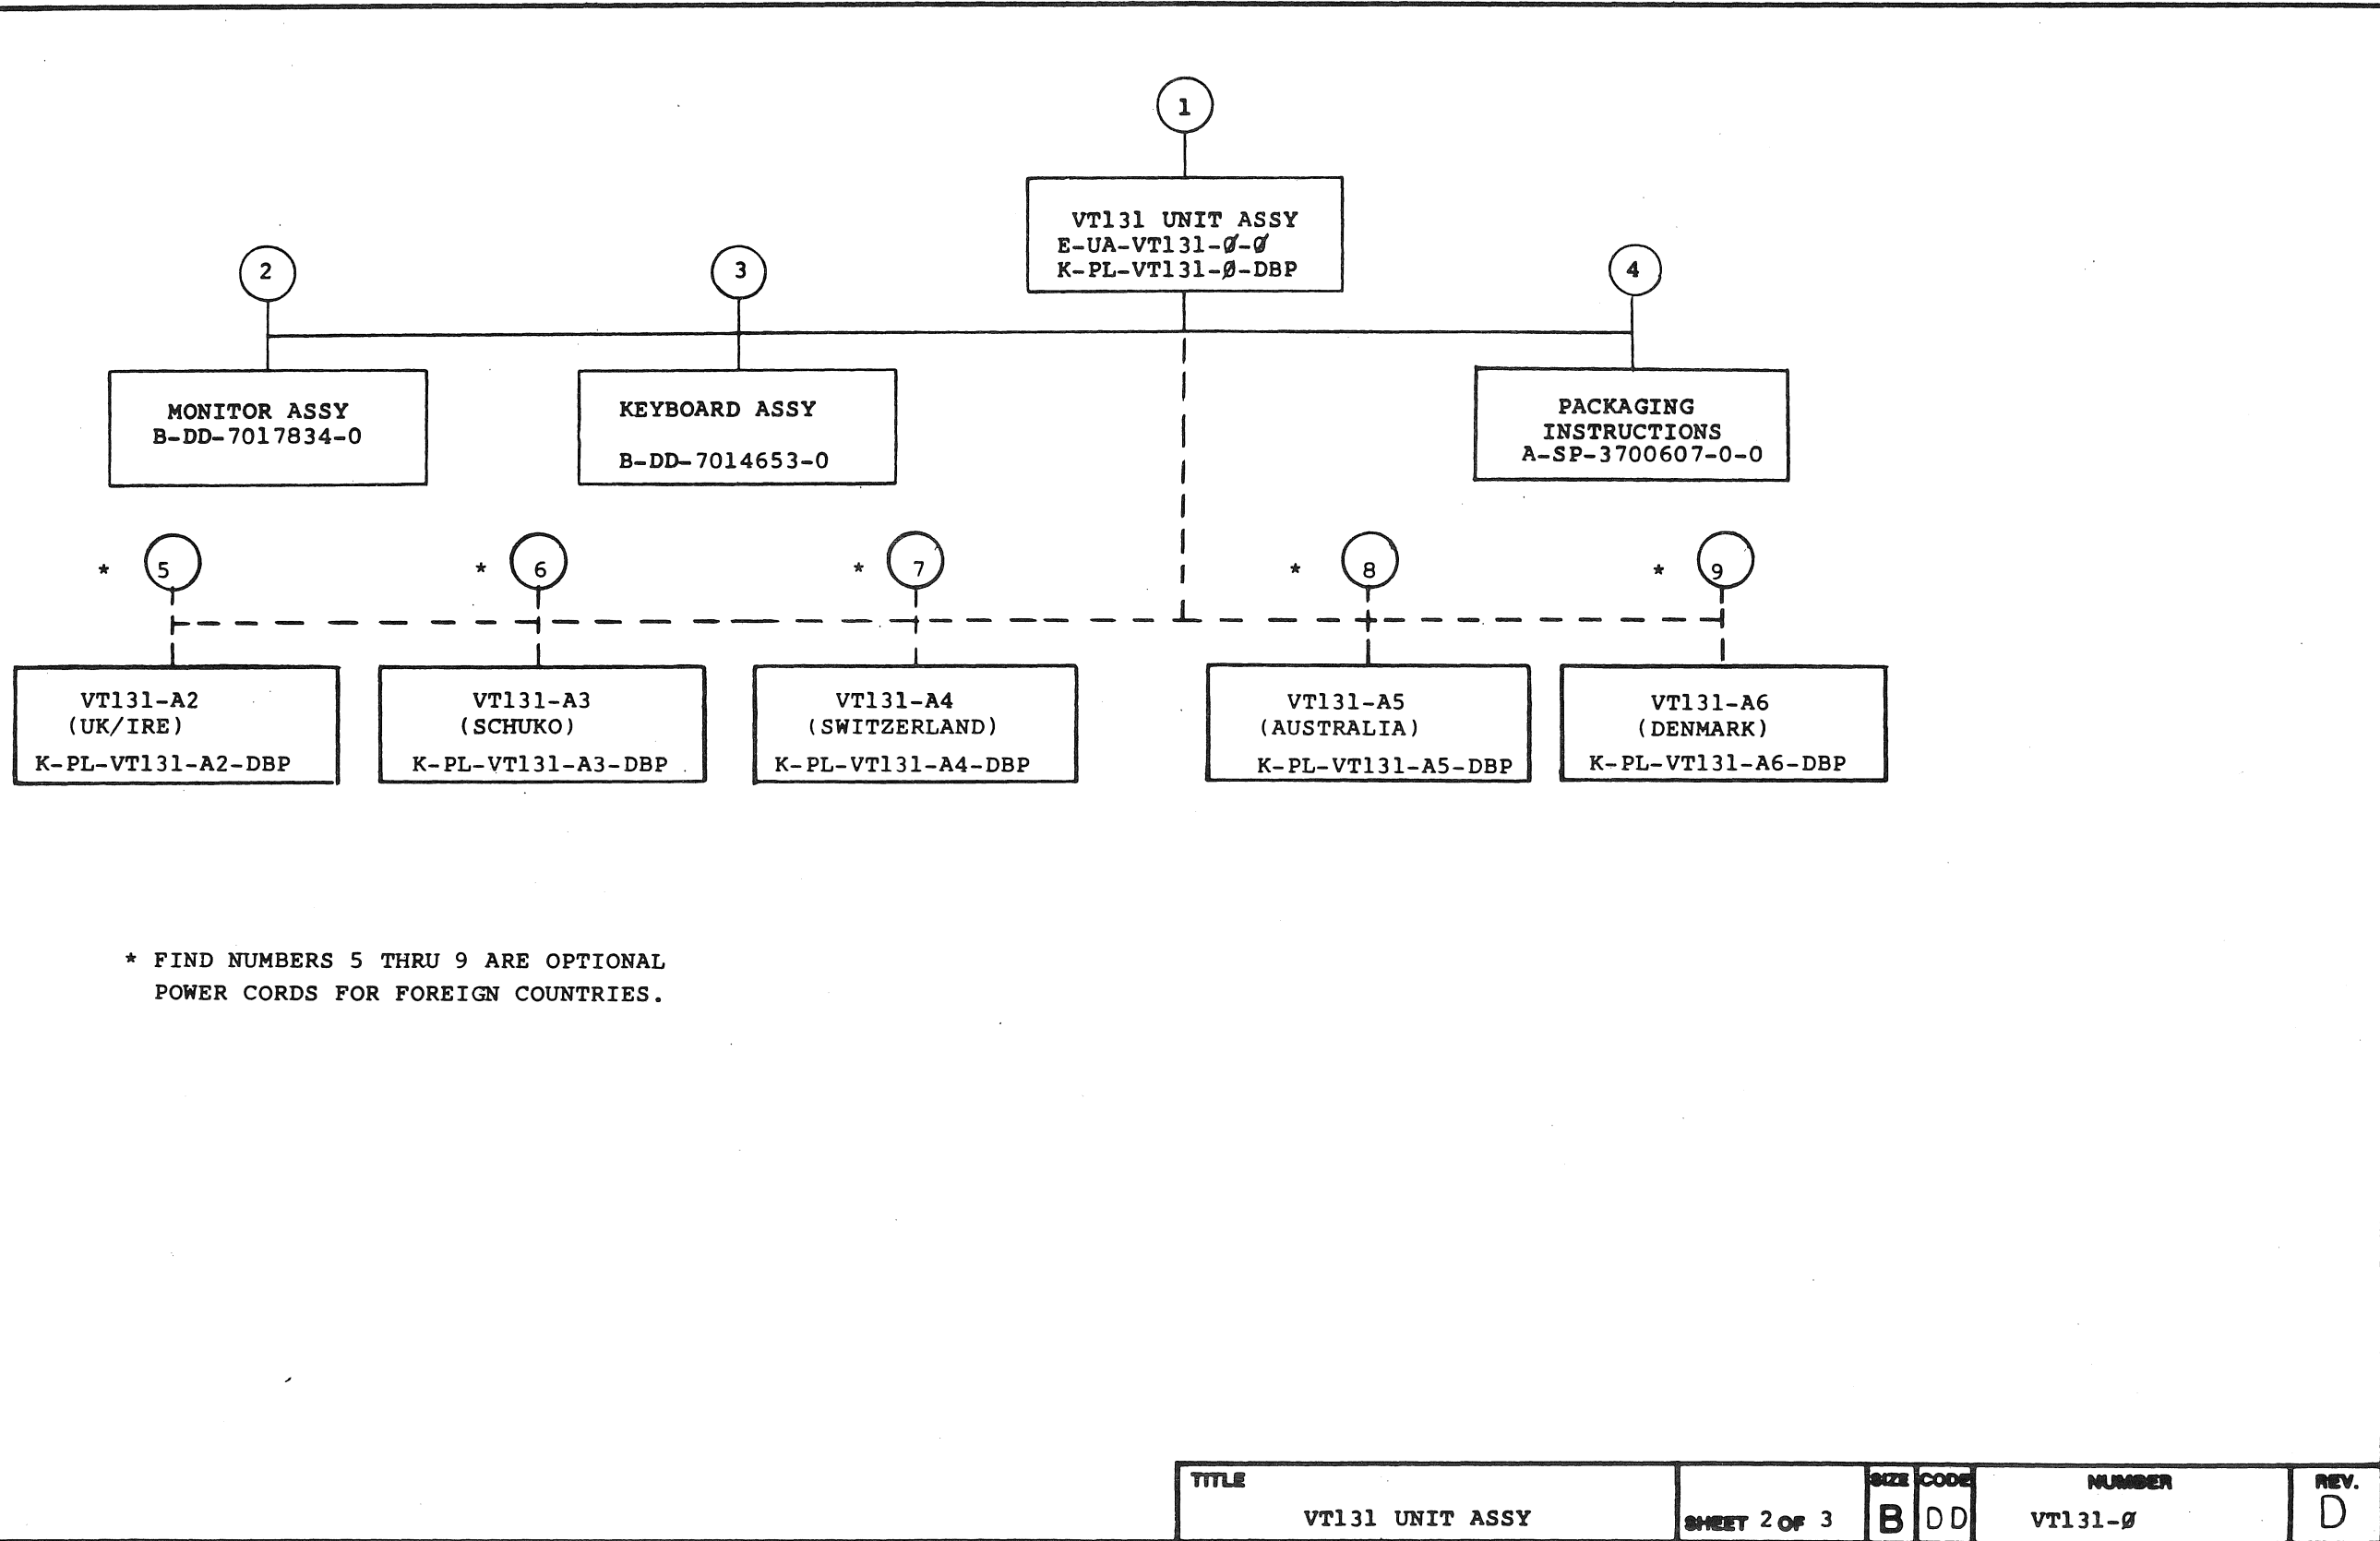 1
VT131 UNIT ASSY
E-UA-VT131-Ø-Ø
K-PL-VT131-Ø-DBP
2
3
4
MONITOR ASSY
B-DD-7017834-0
KEYBOARD ASSY
B-DD-7014653-0
PACKAGING
INSTRUCTIONS
A-SP-3700607-0-0
* 5
* 6
* 7
* 8
* 9
VT131-A2
(UK/IRE)
K-PL-VT131-A2-DBP
VT131-A3
(SCHUKO)
K-PL-VT131-A3-DBP
VT131-A4
(SWITZERLAND)
K-PL-VT131-A4-DBP
VT131-A5
(AUSTRALIA)
K-PL-VT131-A5-DBP
VT131-A6
(DENMARK)
K-PL-VT131-A6-DBP
* FIND NUMBERS 5 THRU 9 ARE OPTIONAL
POWER CORDS FOR FOREIGN COUNTRIES.
TITLE
VT131 UNIT ASSY
SHEET 2 OF 3
SIZE
B
CODE
DD
NUMBER
VT131-Ø
REV.
D